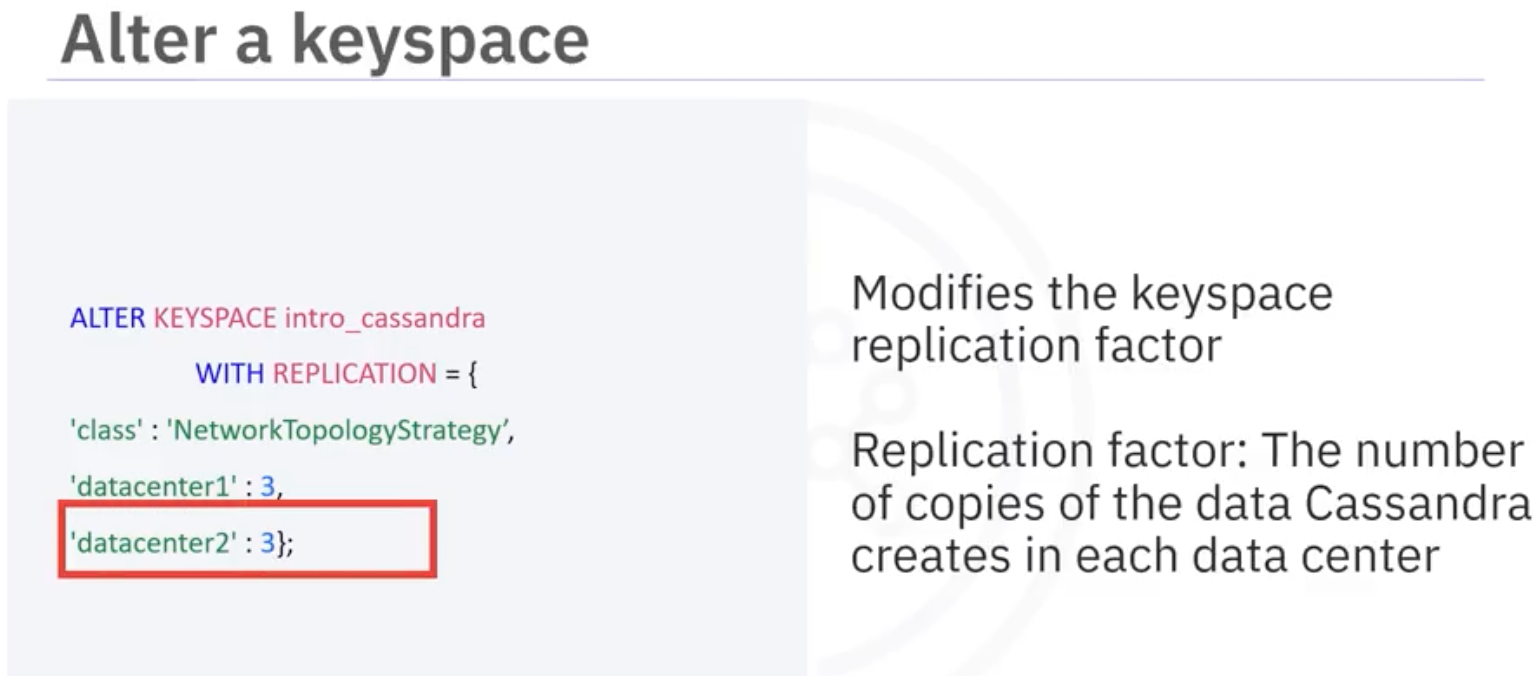 Alter a keyspace
ALTER KEYSPACE intro_cassandra
WITH REPLICATION = {
'class' : 'NetworkTopologyStrategy’,
'datacenter1' : 3,
'datacenter2' : 3};
Modifies the keyspace
replication factor
Replication factor: The number
of copies of the data Cassandra
creates in each data center